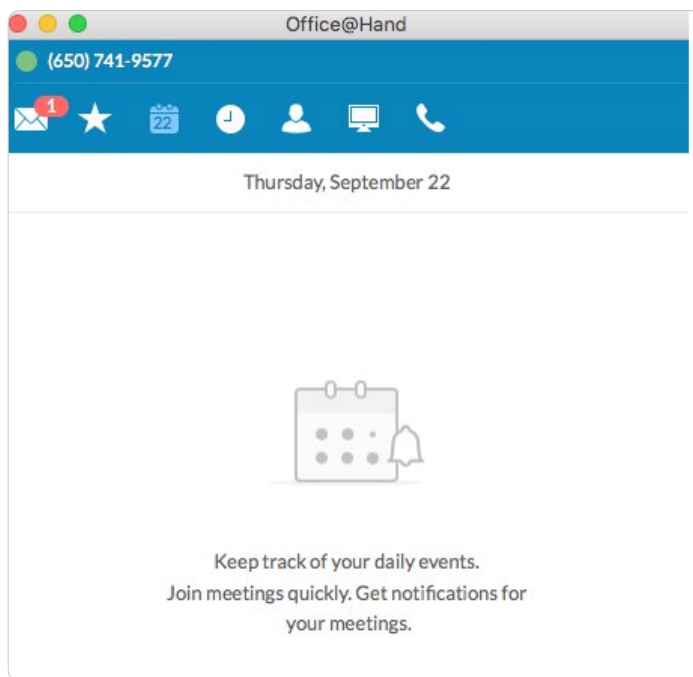 Office@Hand
(650) 741-9577
1
22
Thursday, September 22
Keep track of your daily events.
Join meetings quickly. Get notifications for
your meetings.